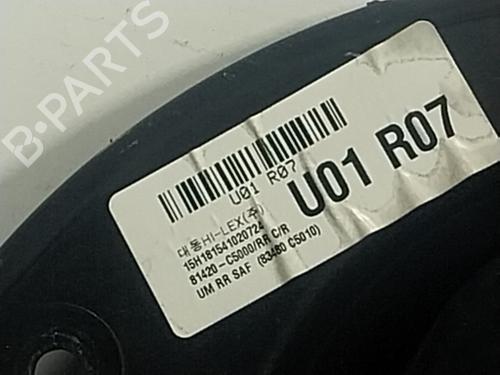 B-PARTS
U01 R07
U01 R07
대동HI-LEX(주)
15H181541020724
81420-C5000/RR C/R
UM RR SAF (83480 C5010)